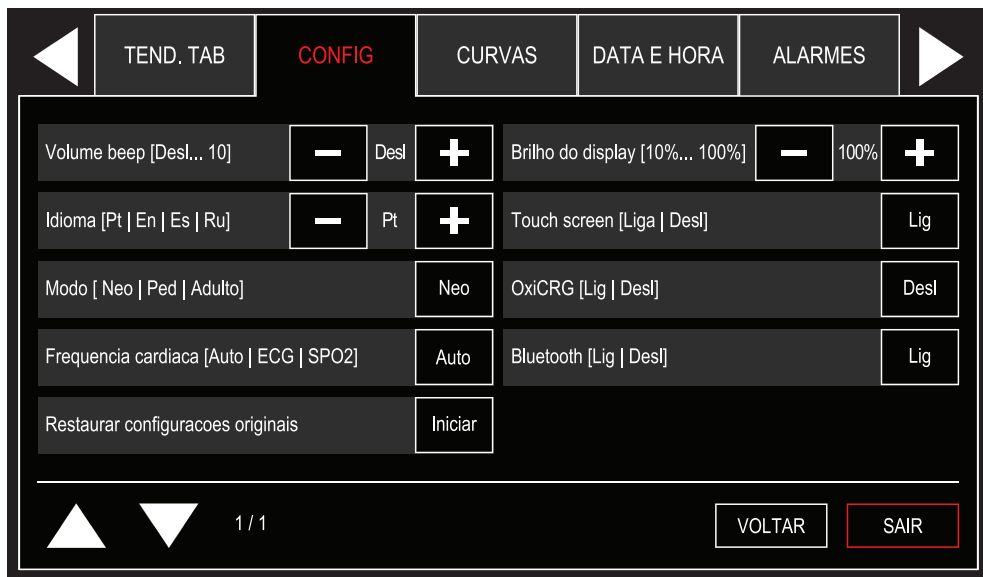 TEND. TAB
CONFIG
CURVAS
DATA E HORA
ALARMES
Volume beep [Desl... 10]
Desl
Brilho do display [10%... 100%]
100%
Idioma [Pt | En | Es | Ru]
Pt
Touch screen [Liga | Desl]
Lig
Modo [ Neo | Ped | Adulto]
Neo
OxiCRG [Lig | Desl]
Desl
Frequencia cardiaca [Auto | ECG | SPO2]
Auto
Bluetooth [Lig | Desl]
Lig
Restaurar configuracoes originais
Iniciar
1 / 1
VOLTAR
SAIR